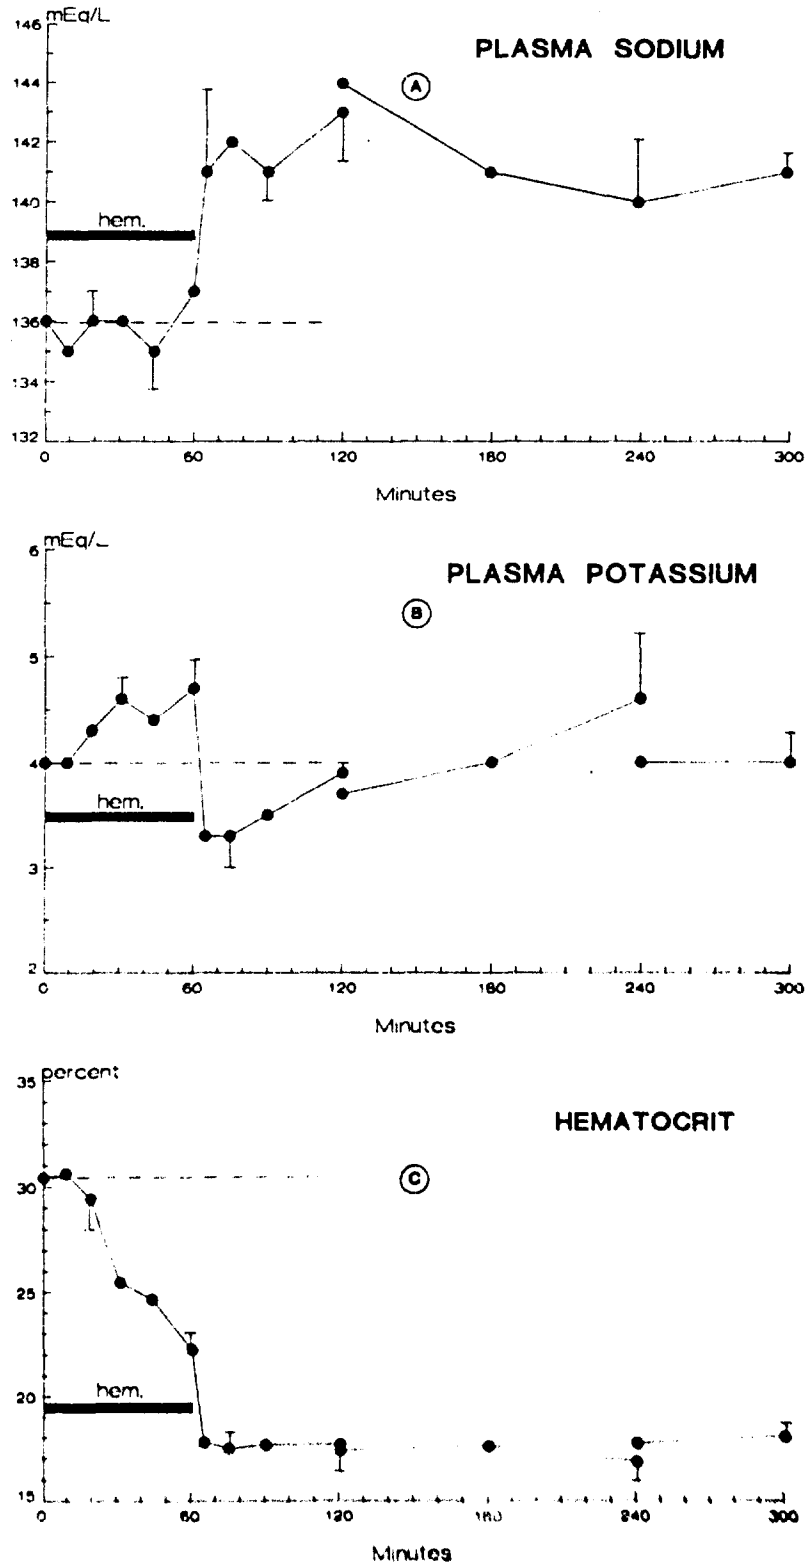 mEq/L
146
PLASMA SODIUM
144
A
142
140
hem.
138
136
134
132
0 60 120 180 240 300
Minutes
mEq/L
6
PLASMA POTASSIUM
B
5
4
hem.
3
2
0 60 120 180 240 300
Minutes
percent
35
HEMATOCRIT
C
30
25
hem.
20
15
0 60 120 180 240 300
Minutes